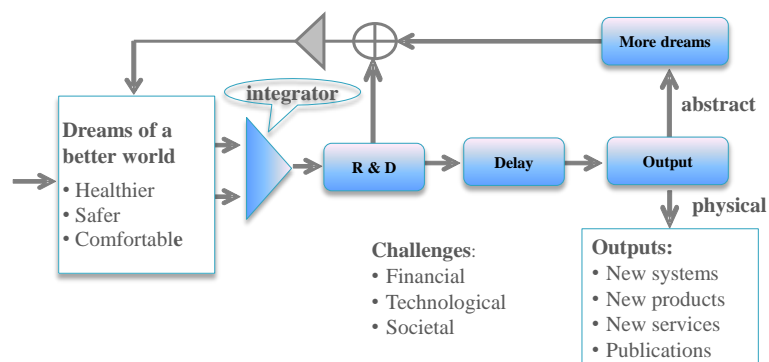 More dreams
integrator
abstract
Dreams of a
better world
• Healthier
• Safer
• Comfortable
R & D
Delay
Output
physical
Challenges:
• Financial
• Technological
• Societal
Outputs:
• New systems
• New products
• New services
• Publications